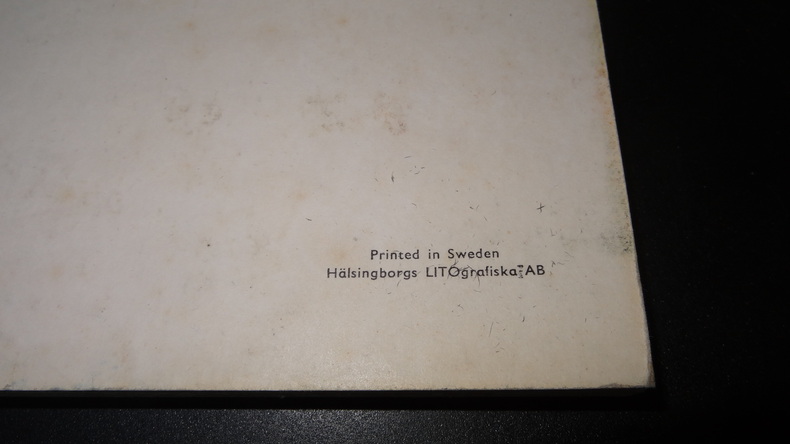 Printed in Sweden
Hälsingborgs LITOgrafiska AB